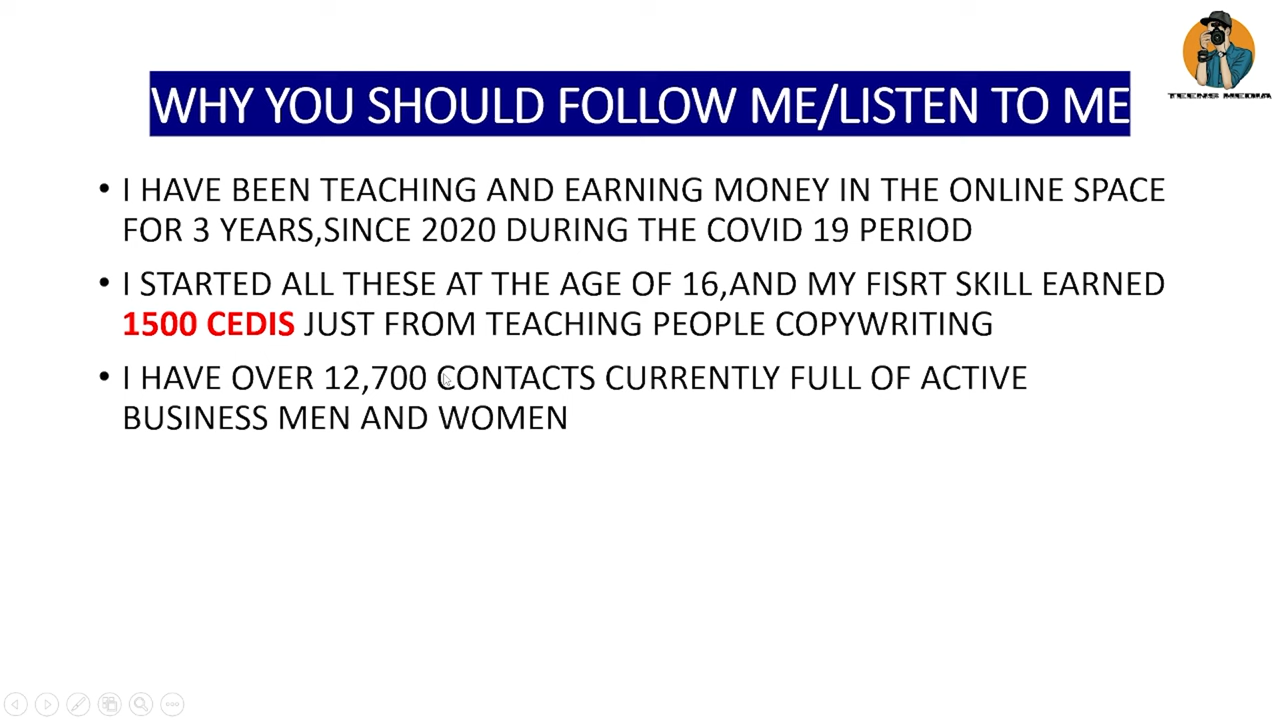 TEENS MEDIA
WHY YOU SHOULD FOLLOW ME/LISTEN TO ME
• I HAVE BEEN TEACHING AND EARNING MONEY IN THE ONLINE SPACE
FOR 3 YEARS,SINCE 2020 DURING THE COVID 19 PERIOD
• I STARTED ALL THESE AT THE AGE OF 16,AND MY FISRT SKILL EARNED
1500 CEDIS JUST FROM TEACHING PEOPLE COPYWRITING
• I HAVE OVER 12,700 CONTACTS CURRENTLY FULL OF ACTIVE
BUSINESS MEN AND WOMEN